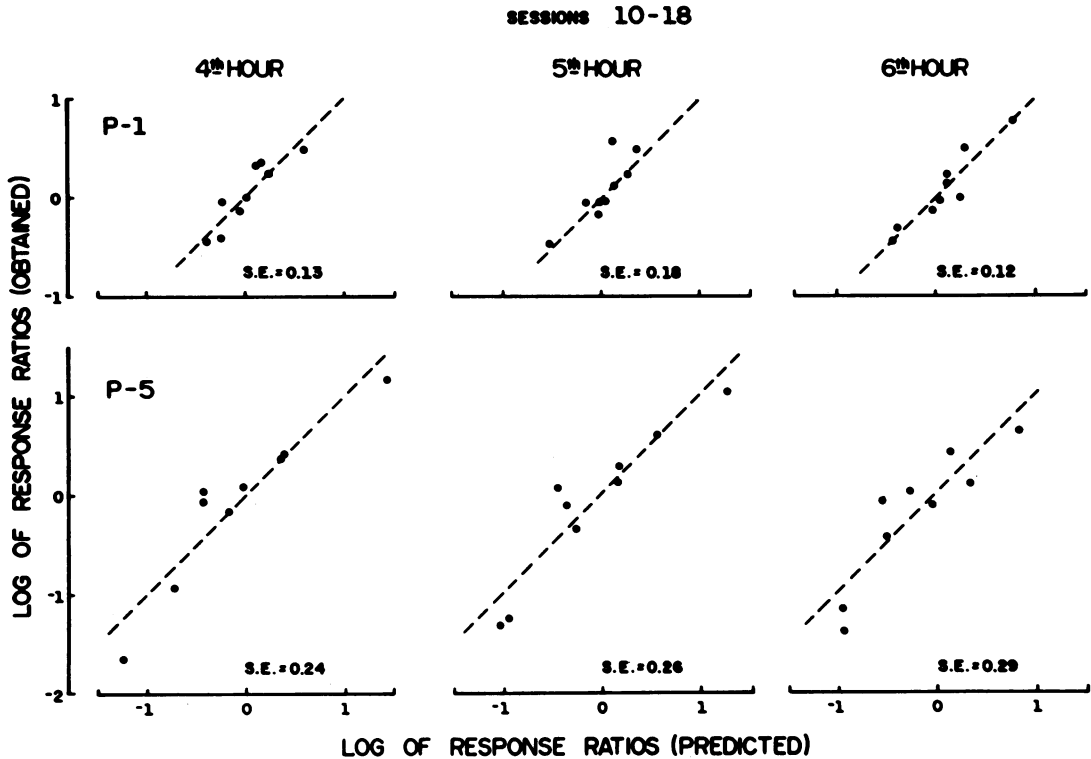 SESSIONS 10-18
4th HOUR 5th HOUR 6th HOUR
P-1
1
0
-1
S.E.=0.13 S.E.=0.18 S.E.=0.12
P-5
1
0
-1
-2
S.E.=0.24 S.E.=0.26 S.E.=0.29
-1 0 1 -1 0 1 -1 0 1
LOG OF RESPONSE RATIOS (OBTAINED)
LOG OF RESPONSE RATIOS (PREDICTED)